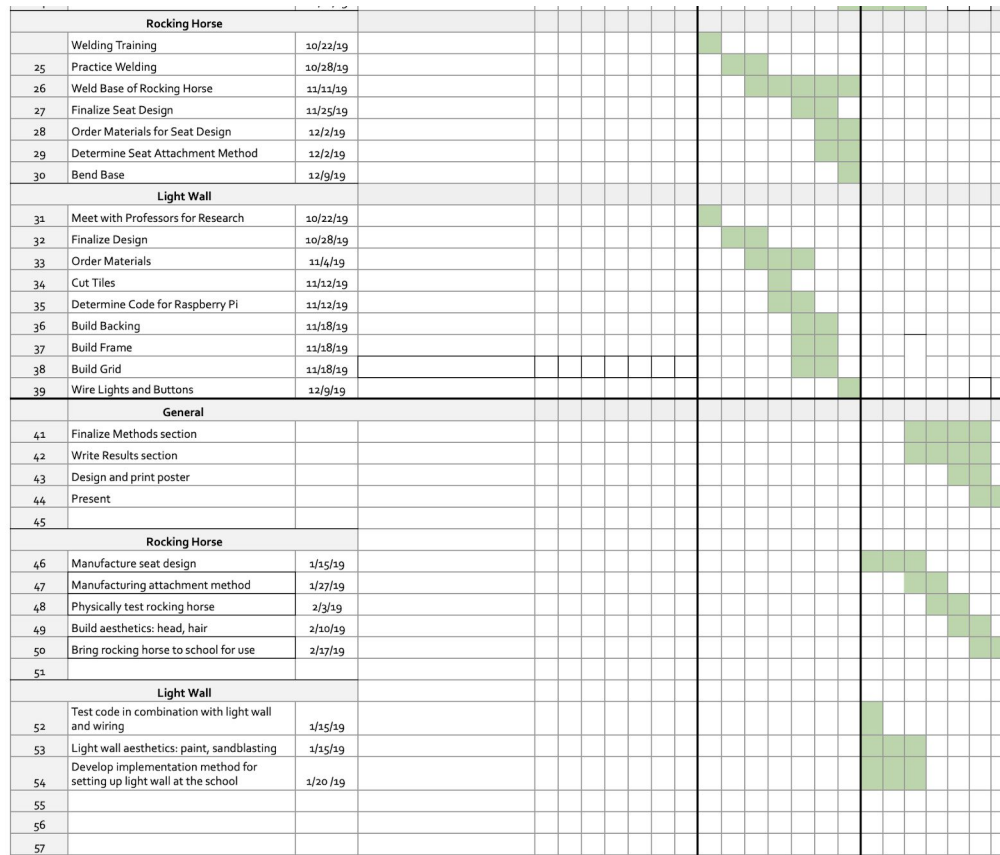 Rocking Horse
Welding Training 10/22/19
25 Practice Welding 10/28/19
26 Weld Base of Rocking Horse 11/11/19
27 Finalize Seat Design 11/25/19
28 Order Materials for Seat Design 12/2/19
29 Determine Seat Attachment Method 12/2/19
30 Bend Base 12/9/19
Light Wall
31 Meet with Professors for Research 10/22/19
32 Finalize Design 10/28/19
33 Order Materials 11/4/19
34 Cut Tiles 11/12/19
35 Determine Code for Raspberry Pi 11/12/19
36 Build Backing 11/18/19
37 Build Frame 11/18/19
38 Build Grid 11/18/19
39 Wire Lights and Buttons 12/9/19
General
41 Finalize Methods section
42 Write Results section
43 Design and print poster
44 Present
45
Rocking Horse
46 Manufacture seat design 1/15/19
47 Manufacturing attachment method 1/27/19
48 Physically test rocking horse 2/3/19
49 Build aesthetics: head, hair 2/10/19
50 Bring rocking horse to school for use 2/17/19
51
Light Wall
Test code in combination with light wall
52 and wiring 1/15/19
53 Light wall aesthetics: paint, sandblasting 1/15/19
Develop implementation method for
54 setting up light wall at the school 1/20 /19
55
56
57